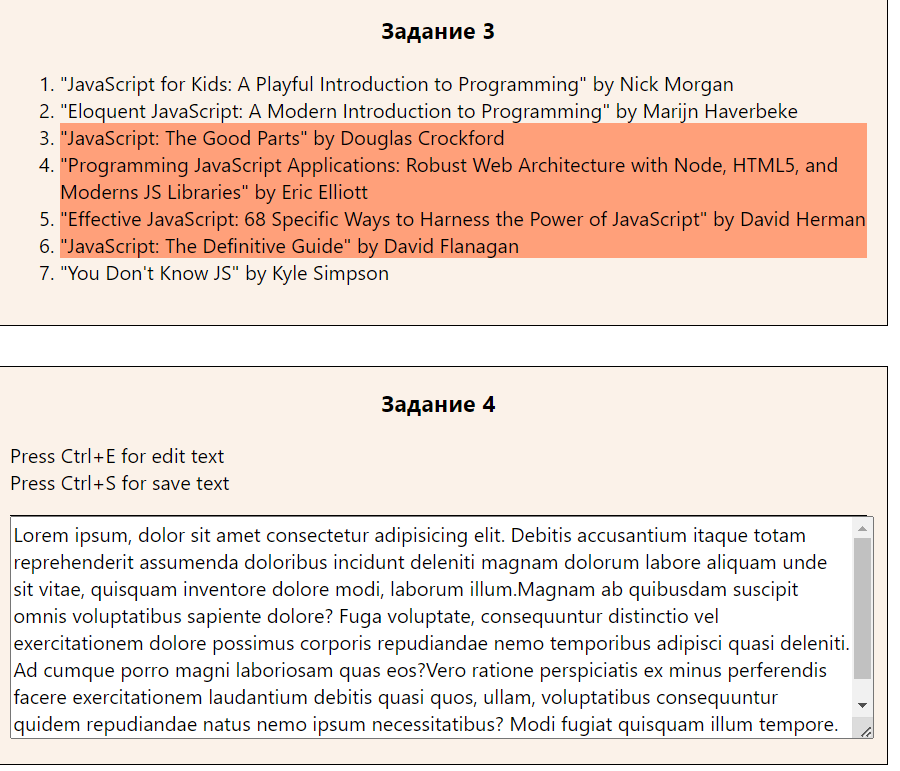 Задание 3
1. "JavaScript for Kids: A Playful Introduction to Programming" by Nick Morgan
2. "Eloquent JavaScript: A Modern Introduction to Programming" by Marijn Haverbeke
3. "JavaScript: The Good Parts" by Douglas Crockford
4. "Programming JavaScript Applications: Robust Web Architecture with Node, HTML5, and
Moderns JS Libraries" by Eric Elliott
5. "Effective JavaScript: 68 Specific Ways to Harness the Power of JavaScript" by David Herman
6. "JavaScript: The Definitive Guide" by David Flanagan
7. "You Don't Know JS" by Kyle Simpson
Задание 4
Press Ctrl+E for edit text
Press Ctrl+S for save text
Lorem ipsum, dolor sit amet consectetur adipisicing elit. Debitis accusantium itaque totam
reprehenderit assumenda doloribus incidunt deleniti magnam dolorum labore aliquam unde
sit vitae, quisquam inventore dolore modi, laborum illum.Magnam ab quibusdam suscipit
omnis voluptatibus sapiente dolore? Fuga voluptate, consequuntur distinctio vel
exercitationem dolore possimus corporis repudiandae nemo temporibus adipisci quasi deleniti.
Ad cumque porro magni laboriosam quas eos?Vero ratione perspiciatis ex minus perferendis
facere exercitationem laudantium debitis quasi quos, ullam, voluptatibus consequuntur
quidem repudiandae natus nemo ipsum necessitatibus? Modi fugiat quisquam illum tempore.